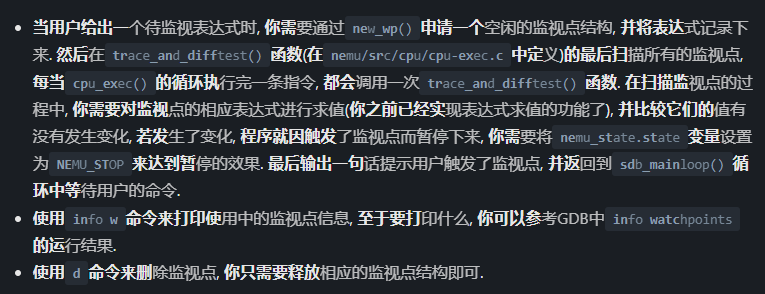 当用户给出一个待监视表达式时, 你需要通过 new_wp() 申请一个空闲的监视点结构, 并将表达式记录下
来. 然后在 trace_and_difftest() 函数(在 nemu/src/cpu/cpu-exec.c 中定义)的最后扫描所有的监视点,
每当 cpu_exec() 的循环执行完一条指令, 都会调用一次 trace_and_difftest() 函数. 在扫描监视点的过
程中, 你需要对监视点的相应表达式进行求值(你之前已经实现表达式求值的功能了), 并比较它们的值有
没有发生变化, 若发生了变化, 程序就因触发了监视点而暂停下来, 你需要将 nemu_state.state 变量设置
为 NEMU_STOP 来达到暂停的效果. 最后输出一句话提示用户触发了监视点, 并返回到 sdb_mainloop() 循
环中等待用户的命令.
使用 info w 命令来打印使用中的监视点信息, 至于要打印什么, 你可以参考GDB中 info watchpoints
的运行结果.
使用 d 命令来删除监视点, 你只需要释放相应的监视点结构即可.